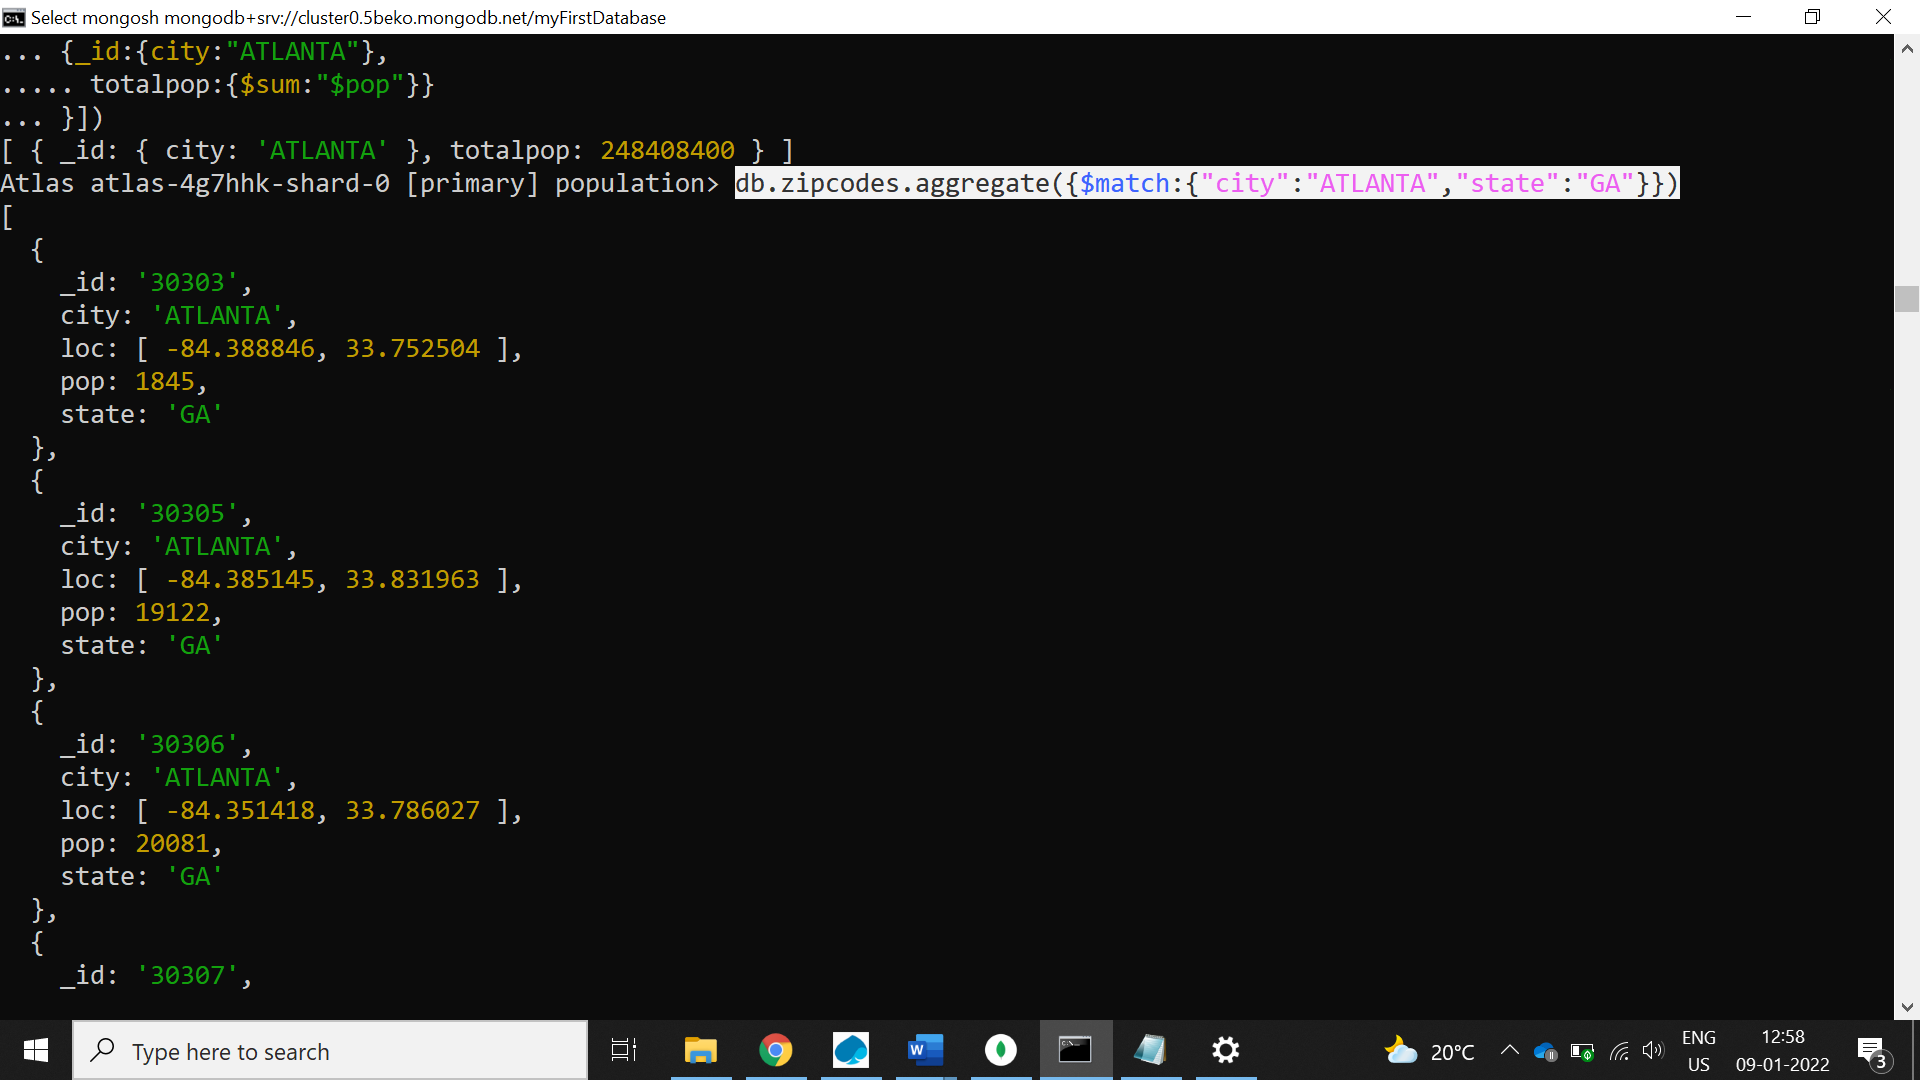 Select mongosh mongodb+srv://cluster0.5beko.mongodb.net/myFirstDatabase
... {_id:{city:"ATLANTA"},
..... totalpop:{$sum:"$pop"}}
... }])
[ { _id: { city: 'ATLANTA' }, totalpop: 248408400 } ]
Atlas atlas-4g7hhk-shard-0 [primary] population> db.zipcodes.aggregate({$match:{"city":"ATLANTA","state":"GA"}})
[
  {
    _id: '30303',
    city: 'ATLANTA',
    loc: [ -84.388846, 33.752504 ],
    pop: 1845,
    state: 'GA'
  },
  {
    _id: '30305',
    city: 'ATLANTA',
    loc: [ -84.385145, 33.831963 ],
    pop: 19122,
    state: 'GA'
  },
  {
    _id: '30306',
    city: 'ATLANTA',
    loc: [ -84.351418, 33.786027 ],
    pop: 20081,
    state: 'GA'
  },
  {
    _id: '30307',
Type here to search
20°C
ENG
US
12:58
09-01-2022
3